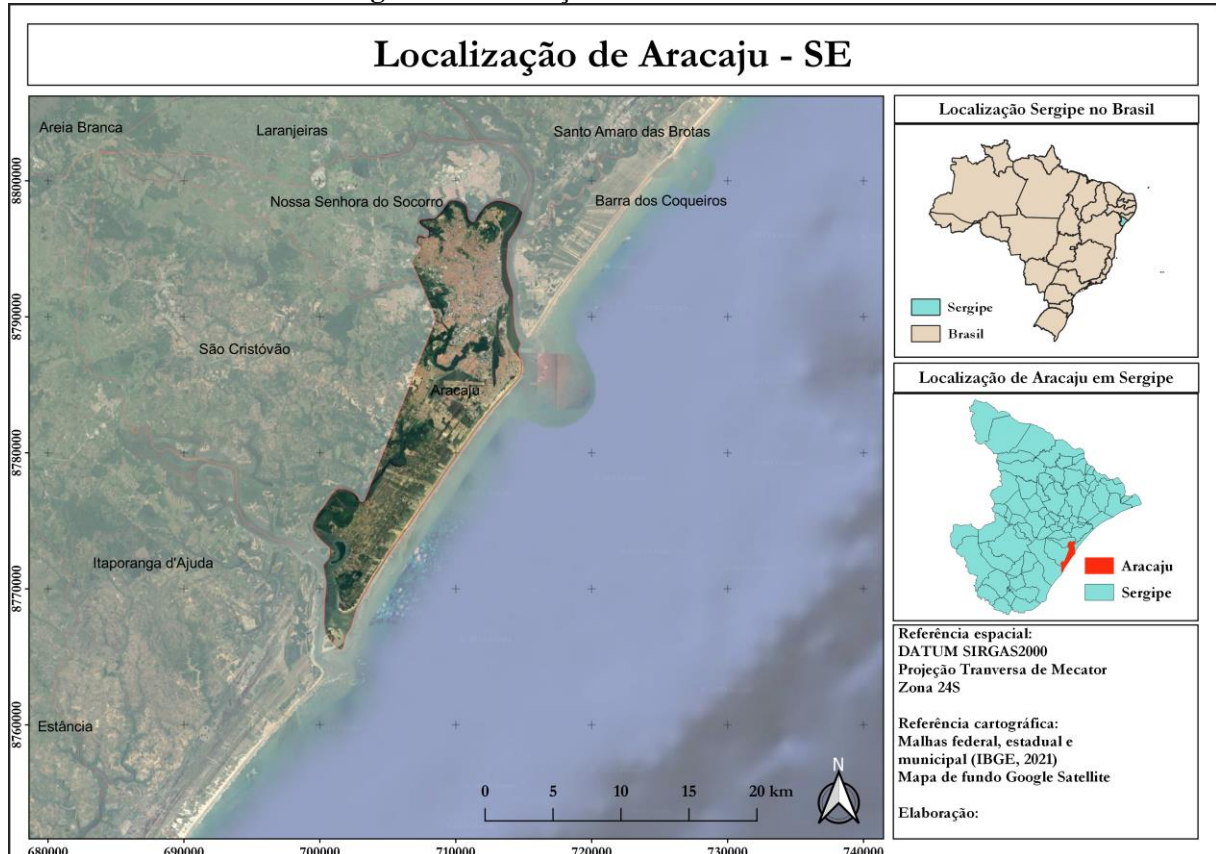 Localização de Aracaju - SE
Areia Branca
Laranjeiras
Santo Amaro das Brotas
Nossa Senhora do Socorro
Barra dos Coqueiros
São Cristóvão
Aracaju
Itaporanga d'Ajuda
Estância
8800000
8790000
8780000
8770000
8760000
680000
690000
700000
710000
720000
730000
740000
0 5 10 15 20 km
N
Localização Sergipe no Brasil
Sergipe
Brasil
Localização de Aracaju em Sergipe
Aracaju
Sergipe
Referência espacial:
DATUM SIRGAS2000
Projeção Tranversa de Mecator
Zona 24S
Referência cartográfica:
Malhas federal, estadual e
municipal (IBGE, 2021)
Mapa de fundo Google Satellite
Elaboração: